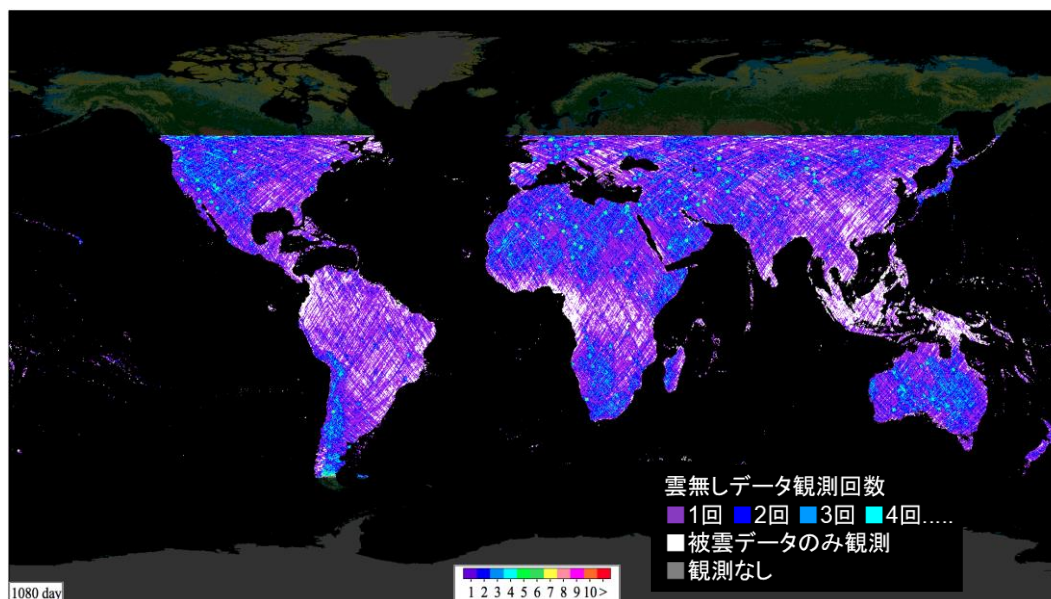 雲無しデータ観測回数
1回 2回 3回 4回.....
被雲データのみ観測
観測なし
1 2 3 4 5 6 7 8 9 10 >
1080 day